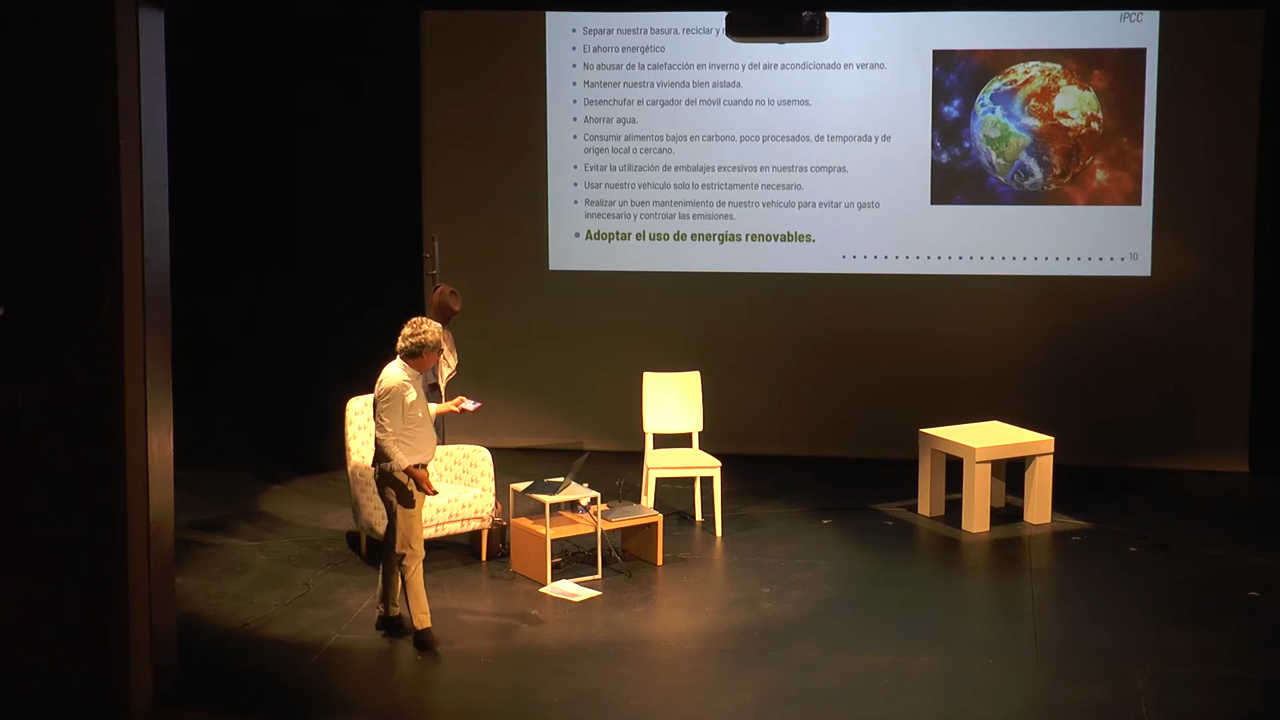 IPCC
Separar nuestra basura, reciclar y
El ahorro energético
No abusar de la calefacción en inverno y del aire acondicionado en verano.
Mantener nuestra vivienda bien aislada.
Desenchufar el cargador del móvil cuando no lo usemos.
Ahorrar agua.
Consumir alimentos bajos en carbono, poco procesados, de temporada y de
origen local o cercano.
Evitar la utilización de embalajes excesivos en nuestras compras.
Usar nuestro vehículo solo lo estrictamente necesario.
Realizar un buen mantenimiento de nuestro vehículo para evitar un gasto
innecesario y controlar las emisiones.
Adoptar el uso de energías renovables.
10